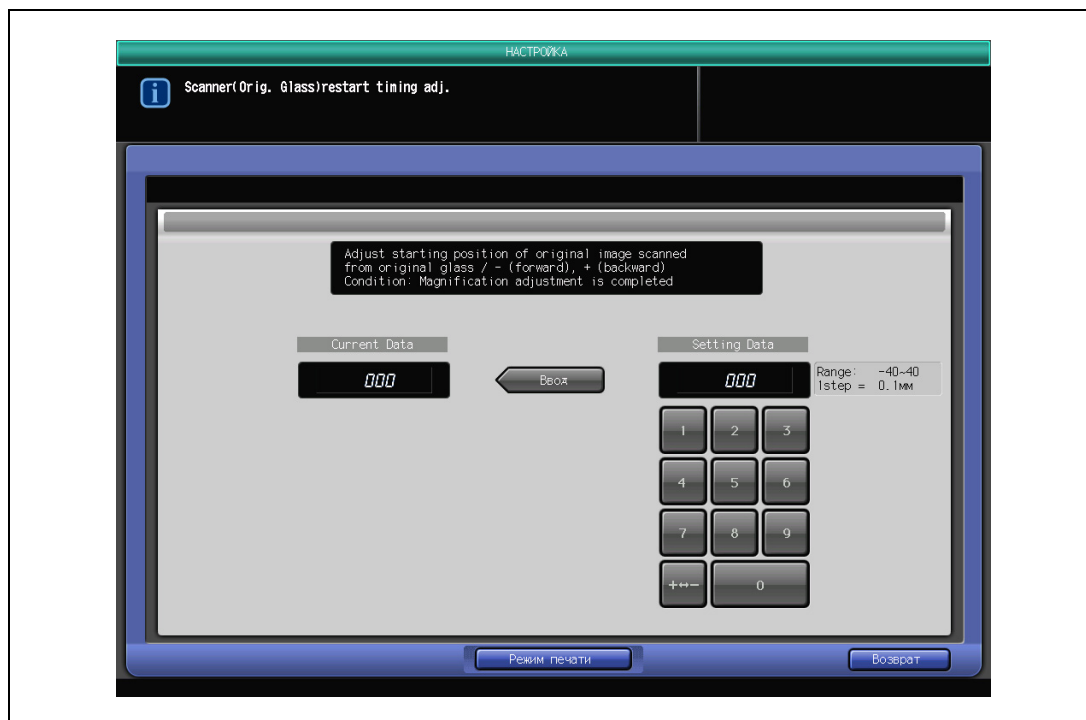 НАСТРОЙКА
Scanner(Orig. Glass)restart timing adj.
Adjust starting position of original image scanned
from original glass / - (forward), + (backward)
Condition: Magnification adjustment is completed
Current Data
Setting Data
000
Ввод
000
Range: -40~40
1step = 0.1мм
1 2 3
4 5 6
7 8 9
+↔− 0
Режим печати
Возврат